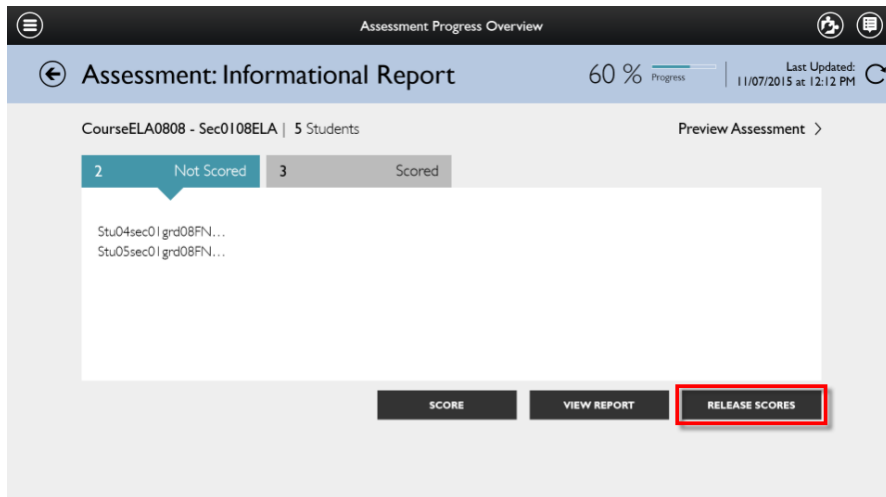 Assessment Progress Overview
Assessment: Informational Report
60 % Progress
Last Updated:
11/07/2015 at 12:12 PM
CourseELA0808 - Sec0108ELA | 5 Students
Preview Assessment >
2 Not Scored
3 Scored
Stu04sec01grd08FN…
Stu05sec01grd08FN…
SCORE
VIEW REPORT
RELEASE SCORES